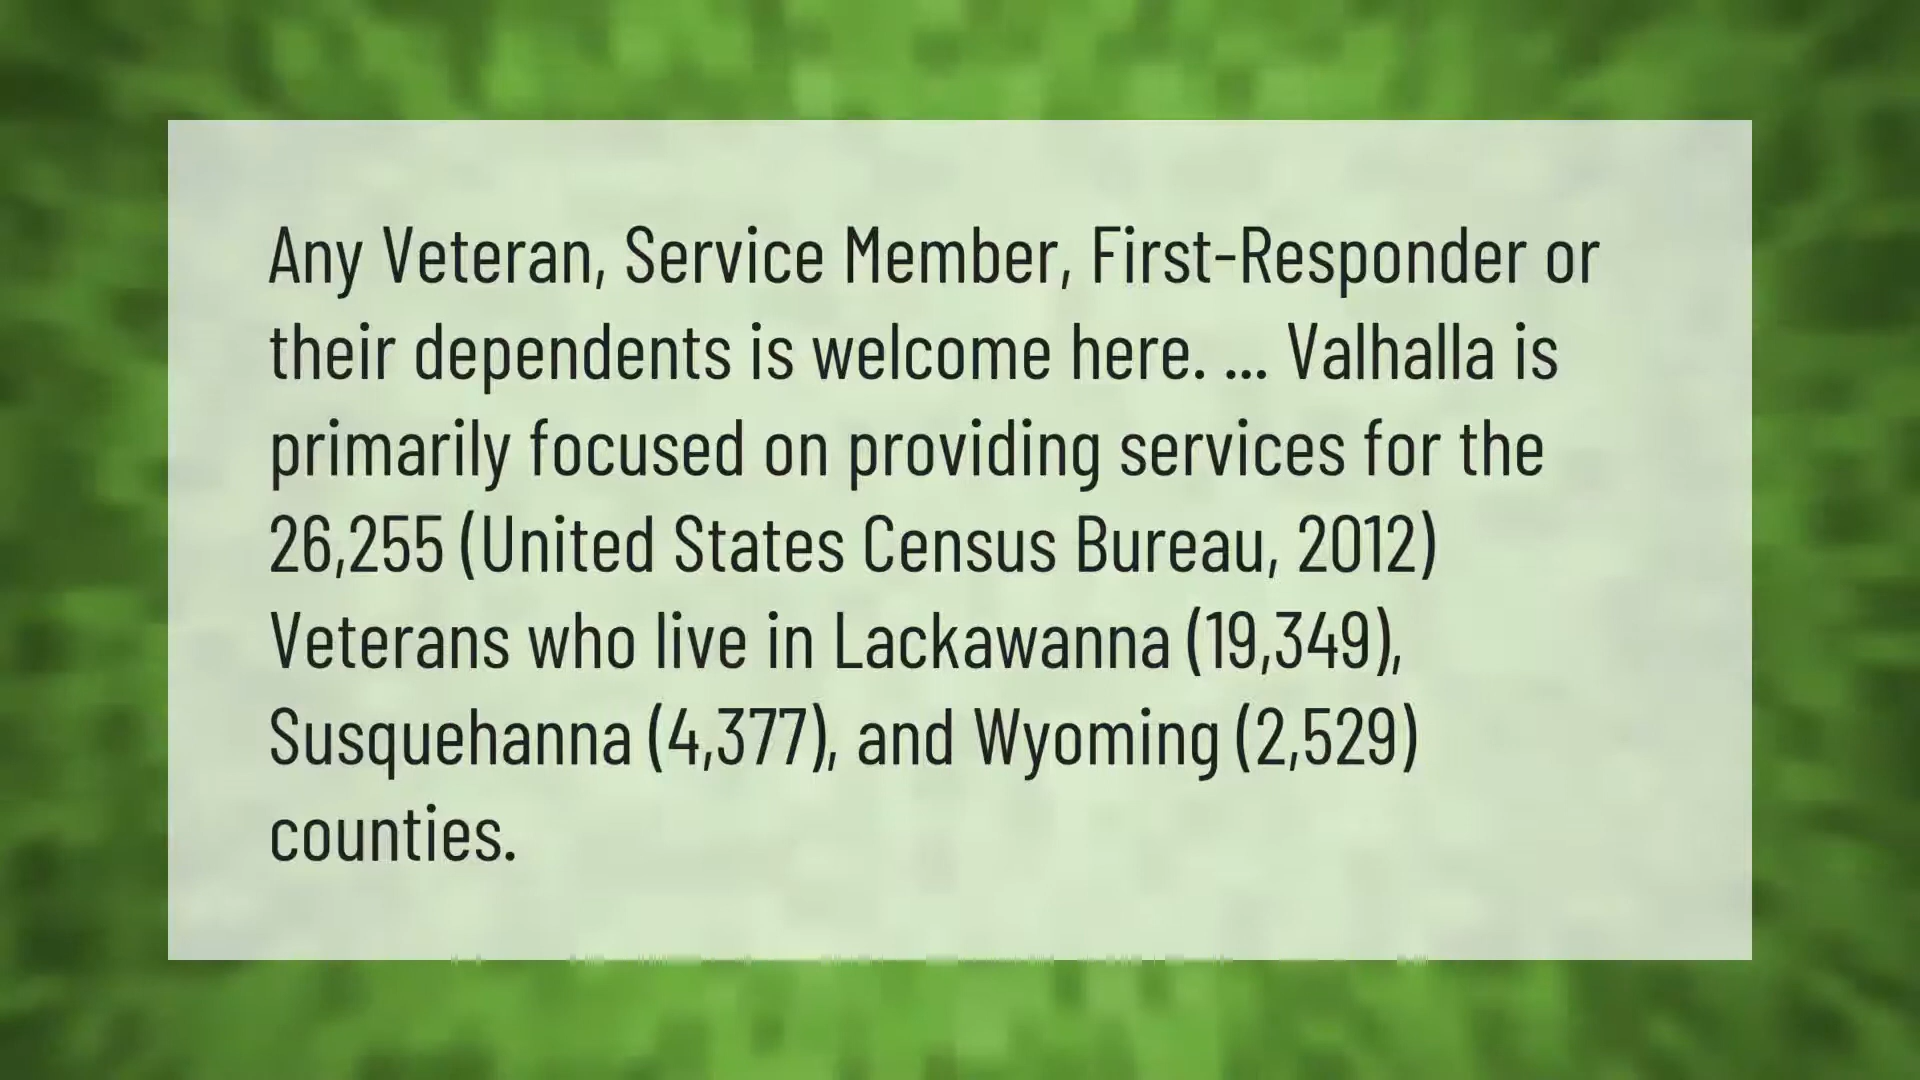 Any Veteran, Service Member, First-Responder or
their dependents is welcome here. ... Valhalla is
primarily focused on providing services for the
26,255 (United States Census Bureau, 2012)
Veterans who live in Lackawanna (19,349),
Susquehanna (4,377), and Wyoming (2,529)
counties.